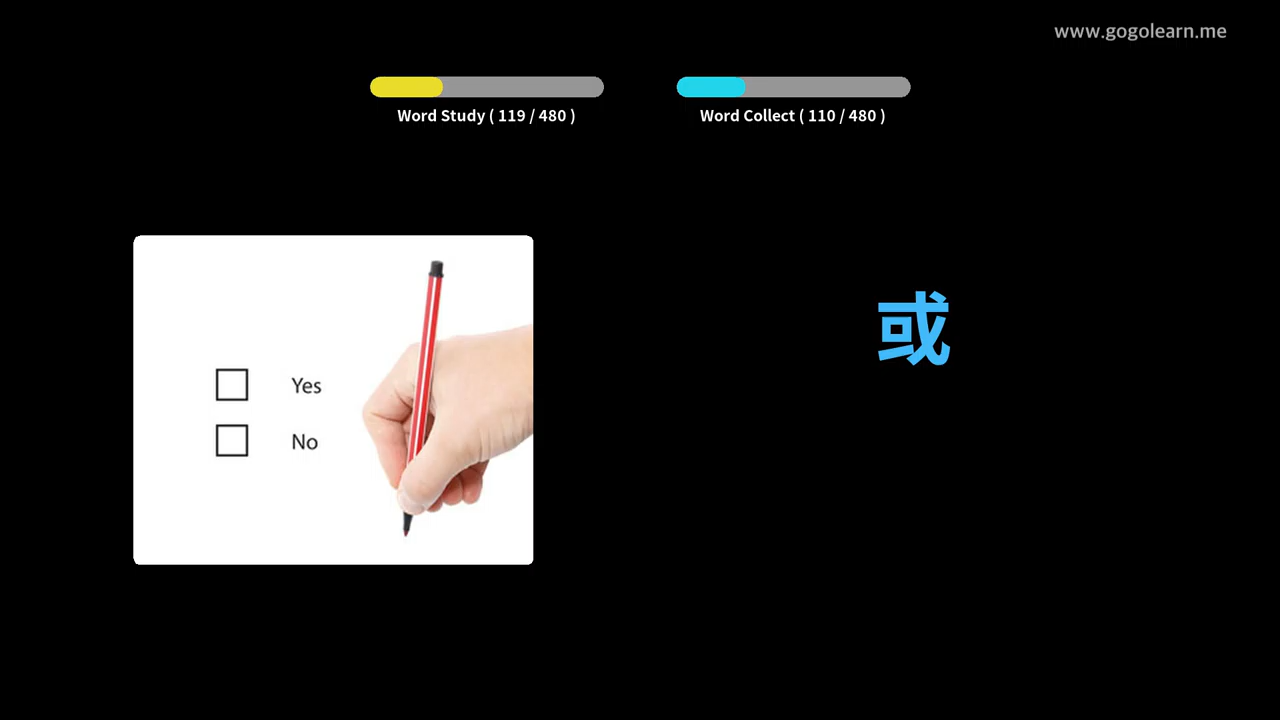 www.gogolearn.me
Word Study ( 119 / 480 )
Word Collect ( 110 / 480 )
或
Yes
No